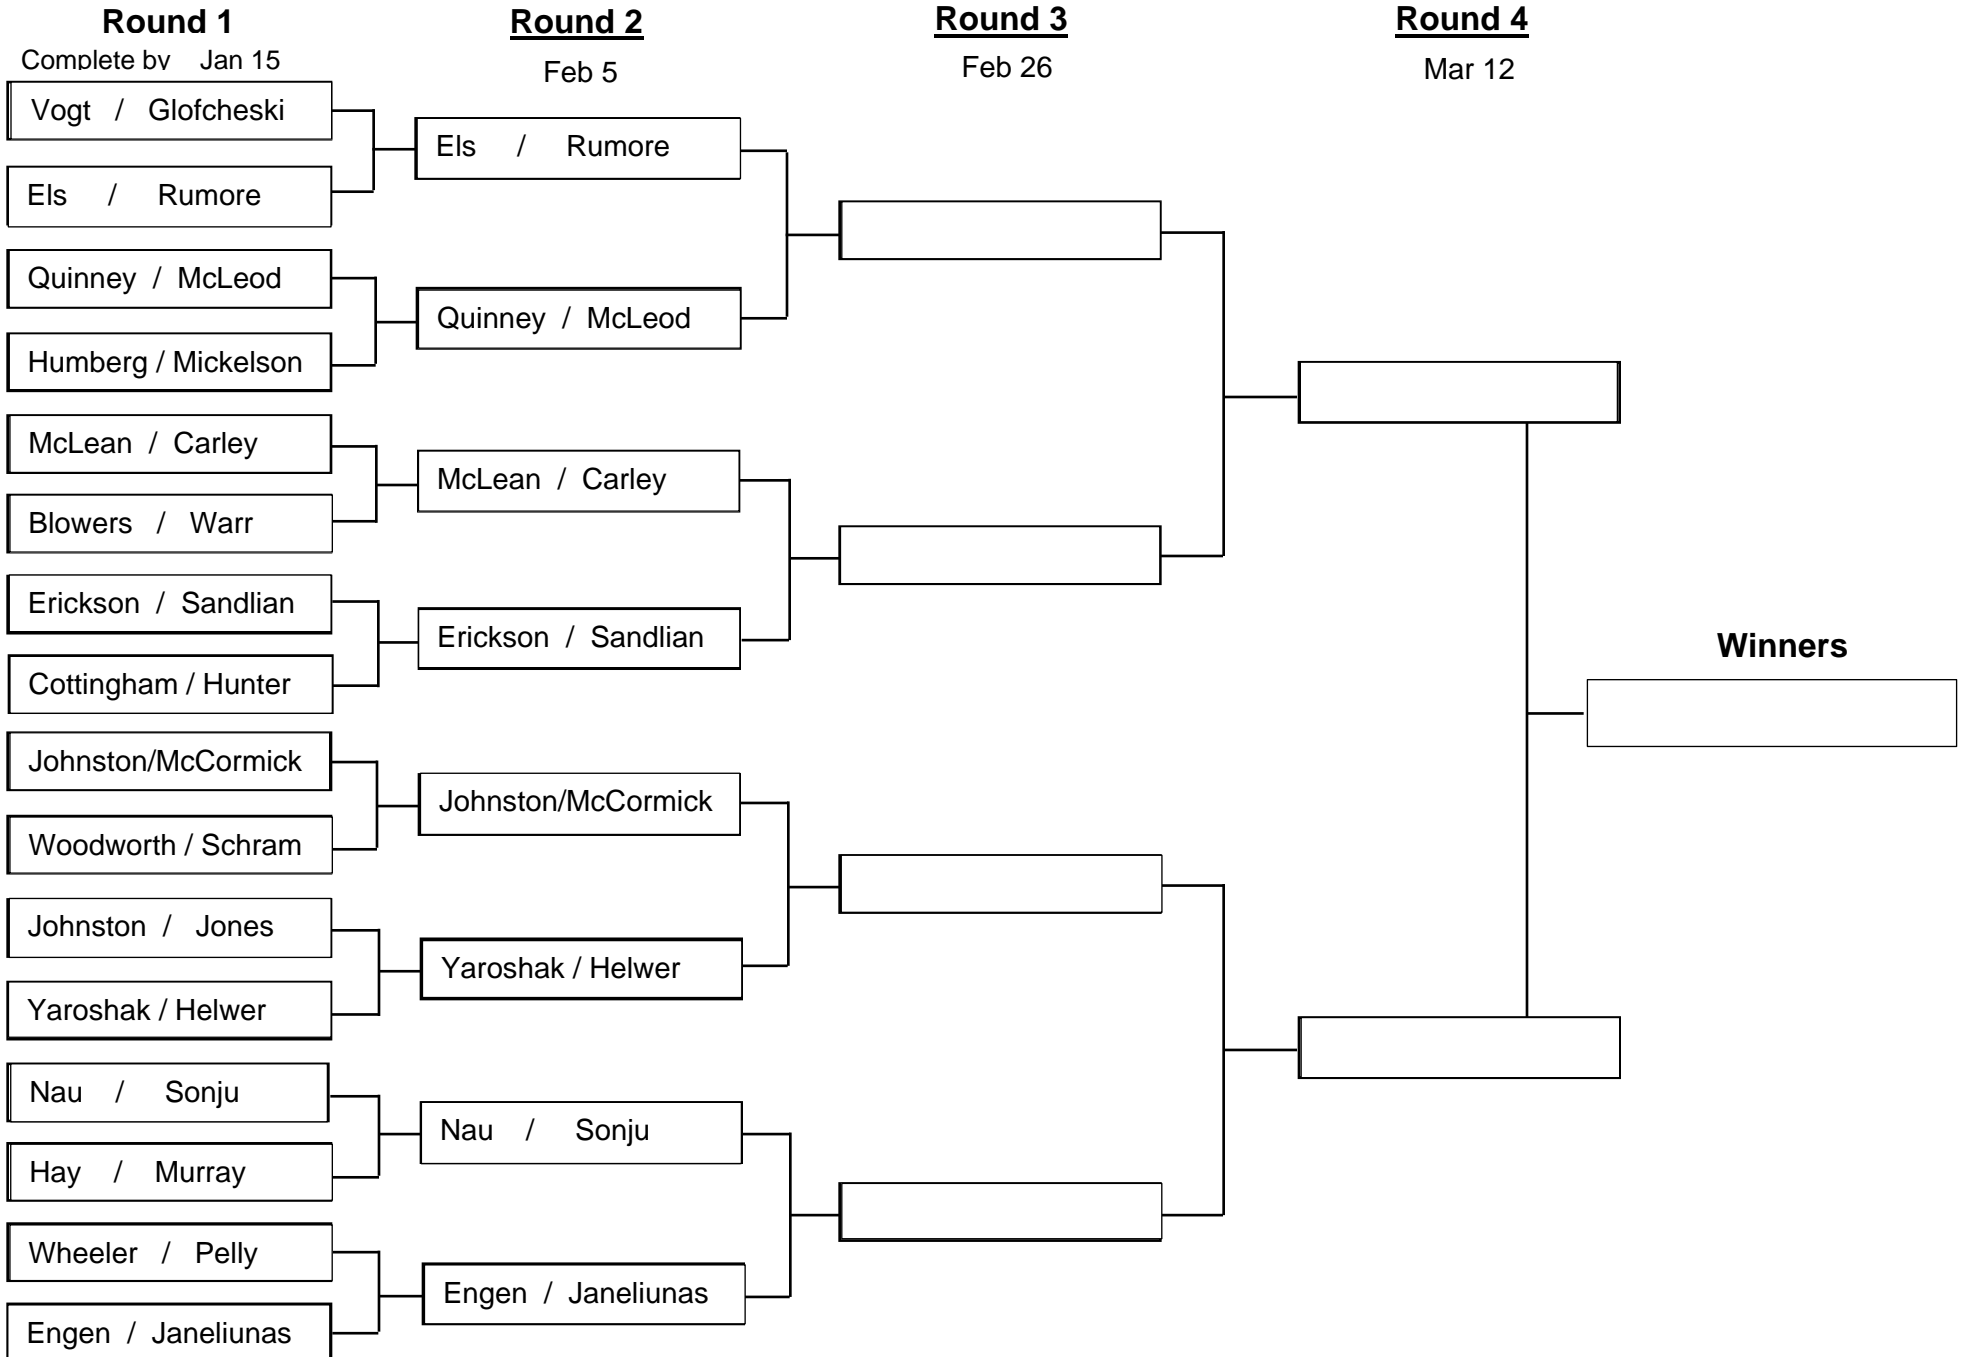 Round 1
Round 2
Round 3
Round 4
Complete by Jan 15
Feb 5
Feb 26
Mar 12
Vogt / Glofcheski
Els / Rumore
Quinney / McLeod
Humberg / Mickelson
McLean / Carley
Blowers / Warr
Erickson / Sandlian
Cottingham / Hunter
Johnston/McCormick
Woodworth / Schram
Johnston / Jones
Yaroshak / Helwer
Nau / Sonju
Hay / Murray
Wheeler / Pelly
Engen / Janeliunas
Els / Rumore
Quinney / McLeod
McLean / Carley
Erickson / Sandlian
Johnston/McCormick
Yaroshak / Helwer
Nau / Sonju
Engen / Janeliunas
Winners